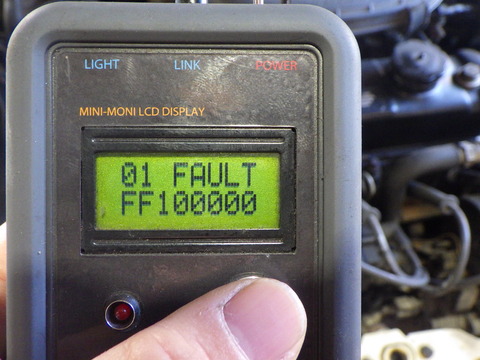 LIGHT LINK POWER
MINI-MONI LCD DISPLAY
01 FAULT
FF100000